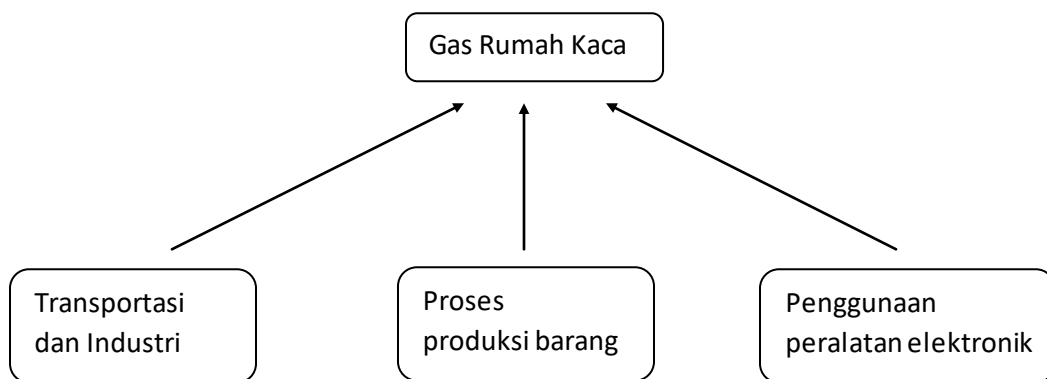 Gas Rumah Kaca
Transportasi
dan Industri
Proses
produksi barang
Penggunaan
peralatan elektronik